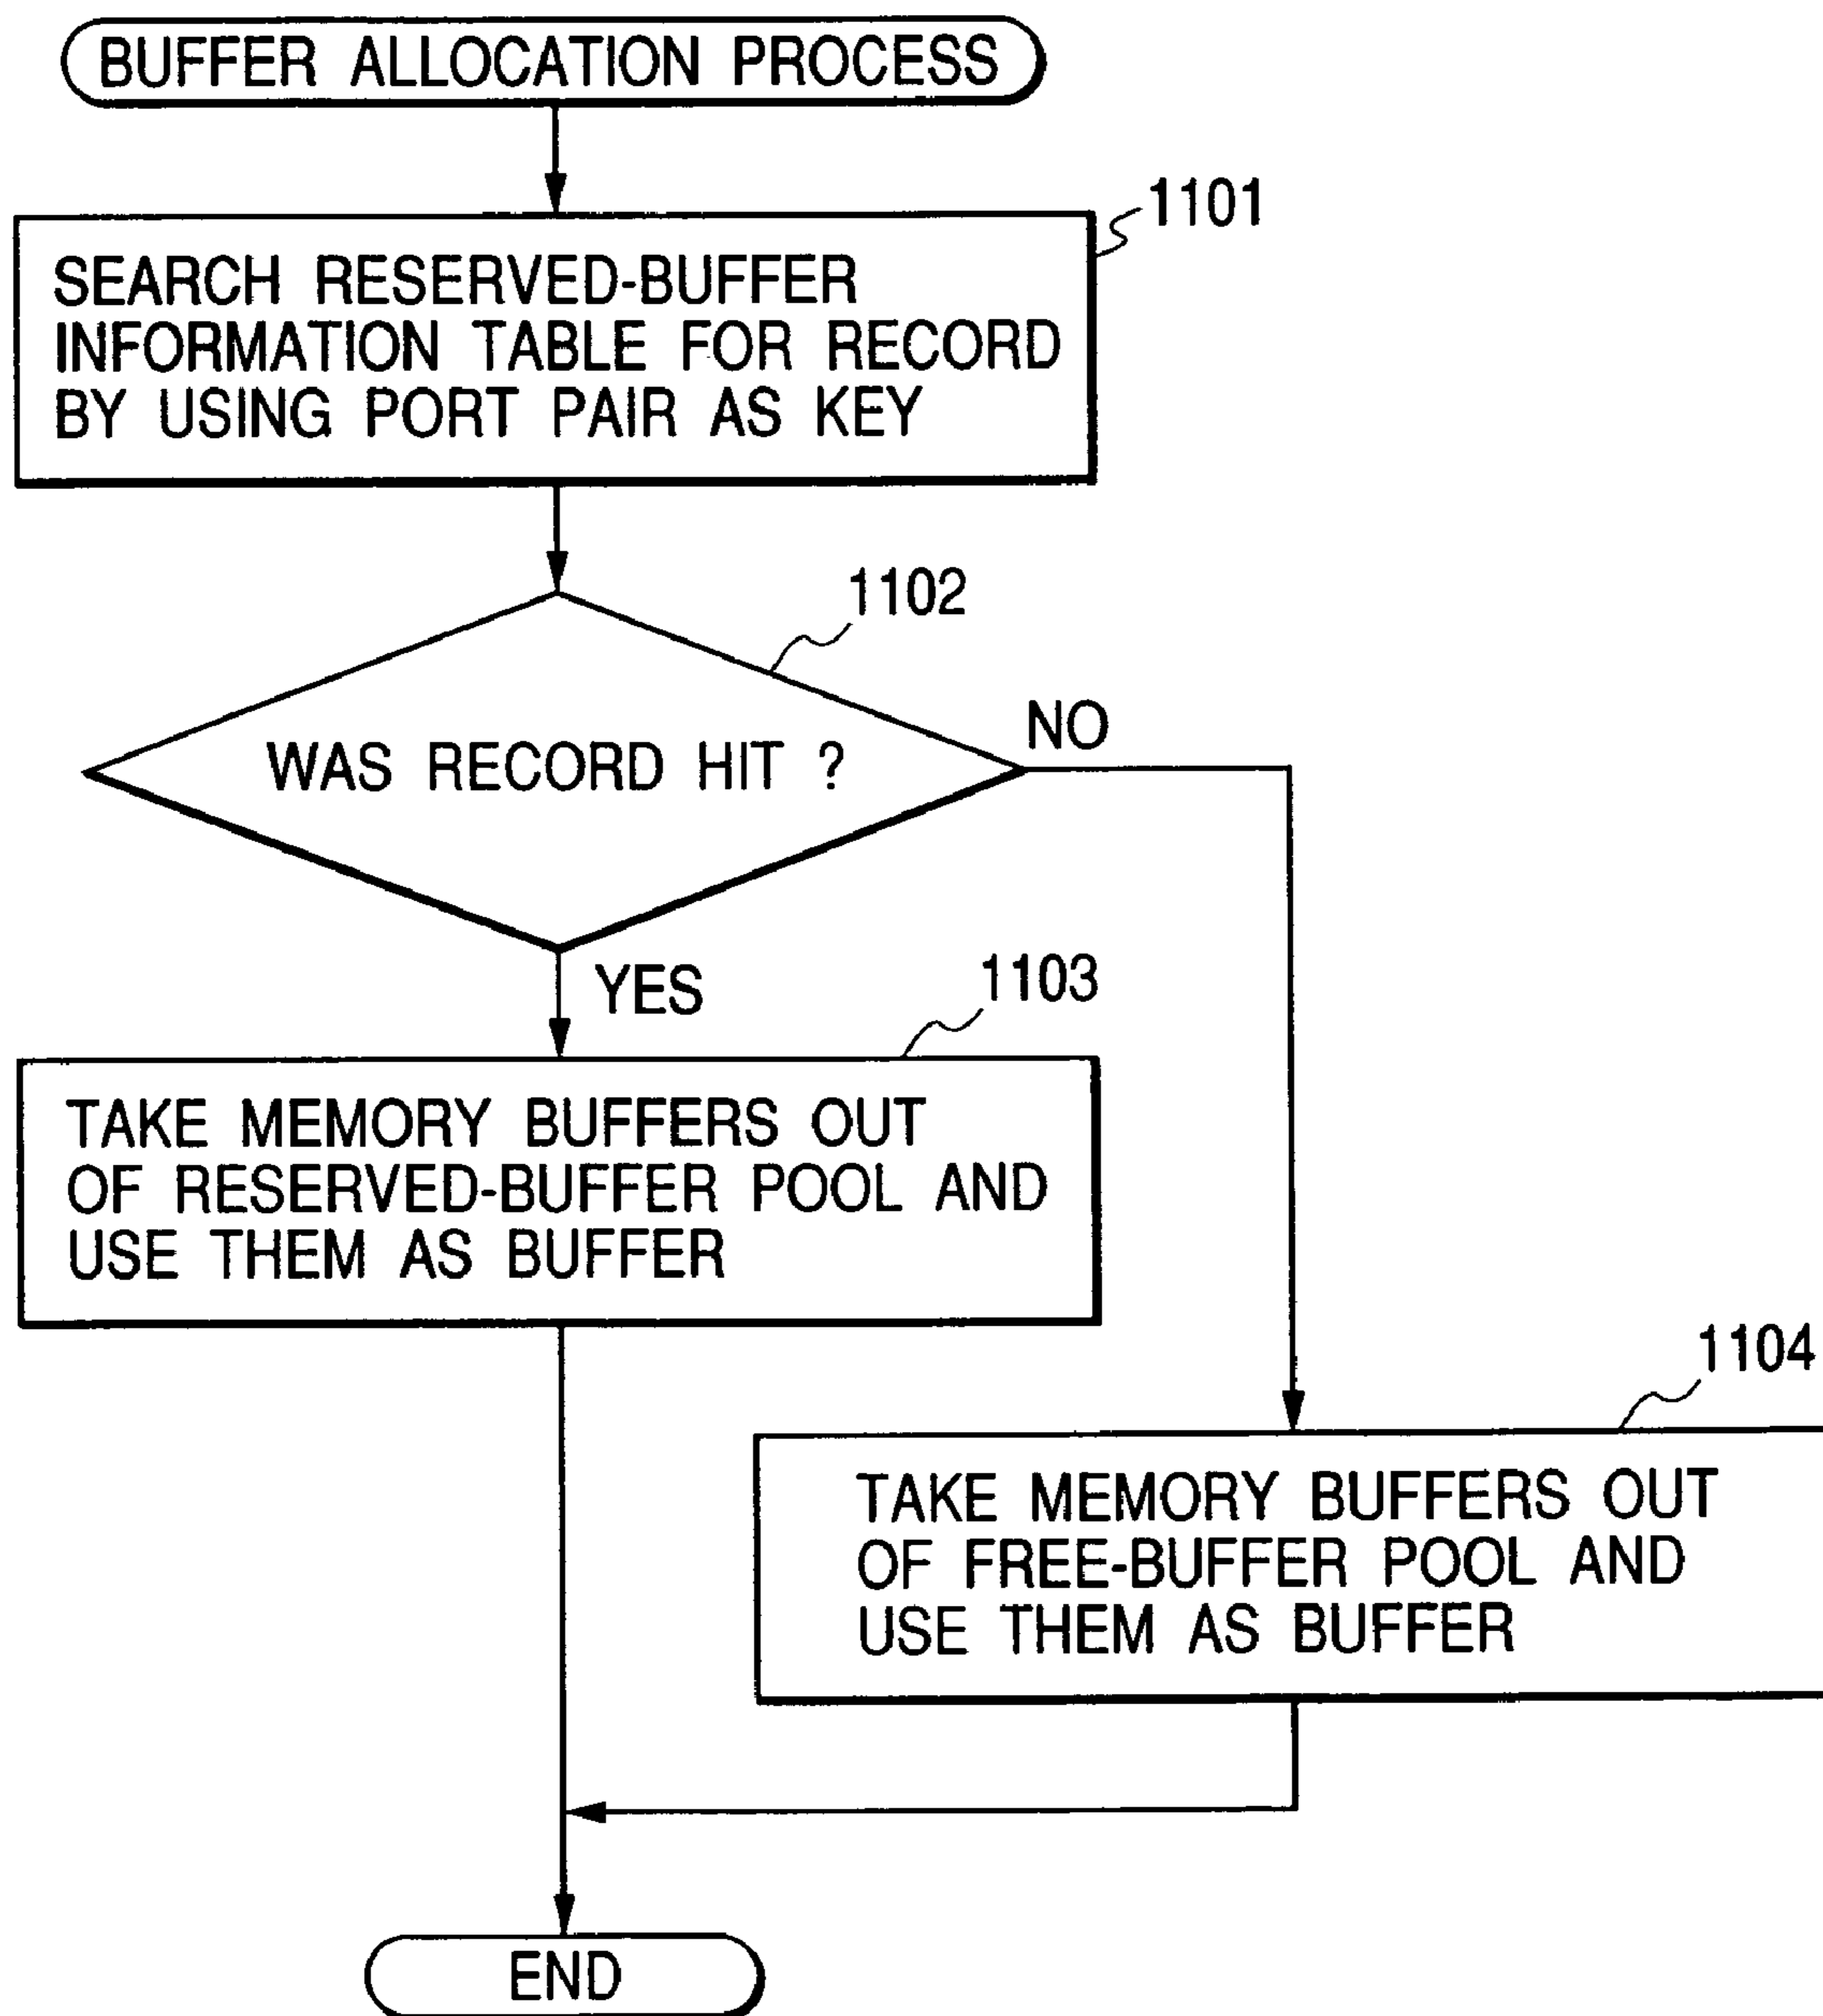 BUFFER ALLOCATION PROCESS
1101
SEARCH RESERVED-BUFFER
INFORMATION TABLE FOR RECORD
BY USING PORT PAIR AS KEY
1102
WAS RECORD HIT ?
NO
YES
1103
TAKE MEMORY BUFFERS OUT
OF RESERVED-BUFFER POOL AND
USE THEM AS BUFFER
1104
TAKE MEMORY BUFFERS OUT
OF FREE-BUFFER POOL AND
USE THEM AS BUFFER
END